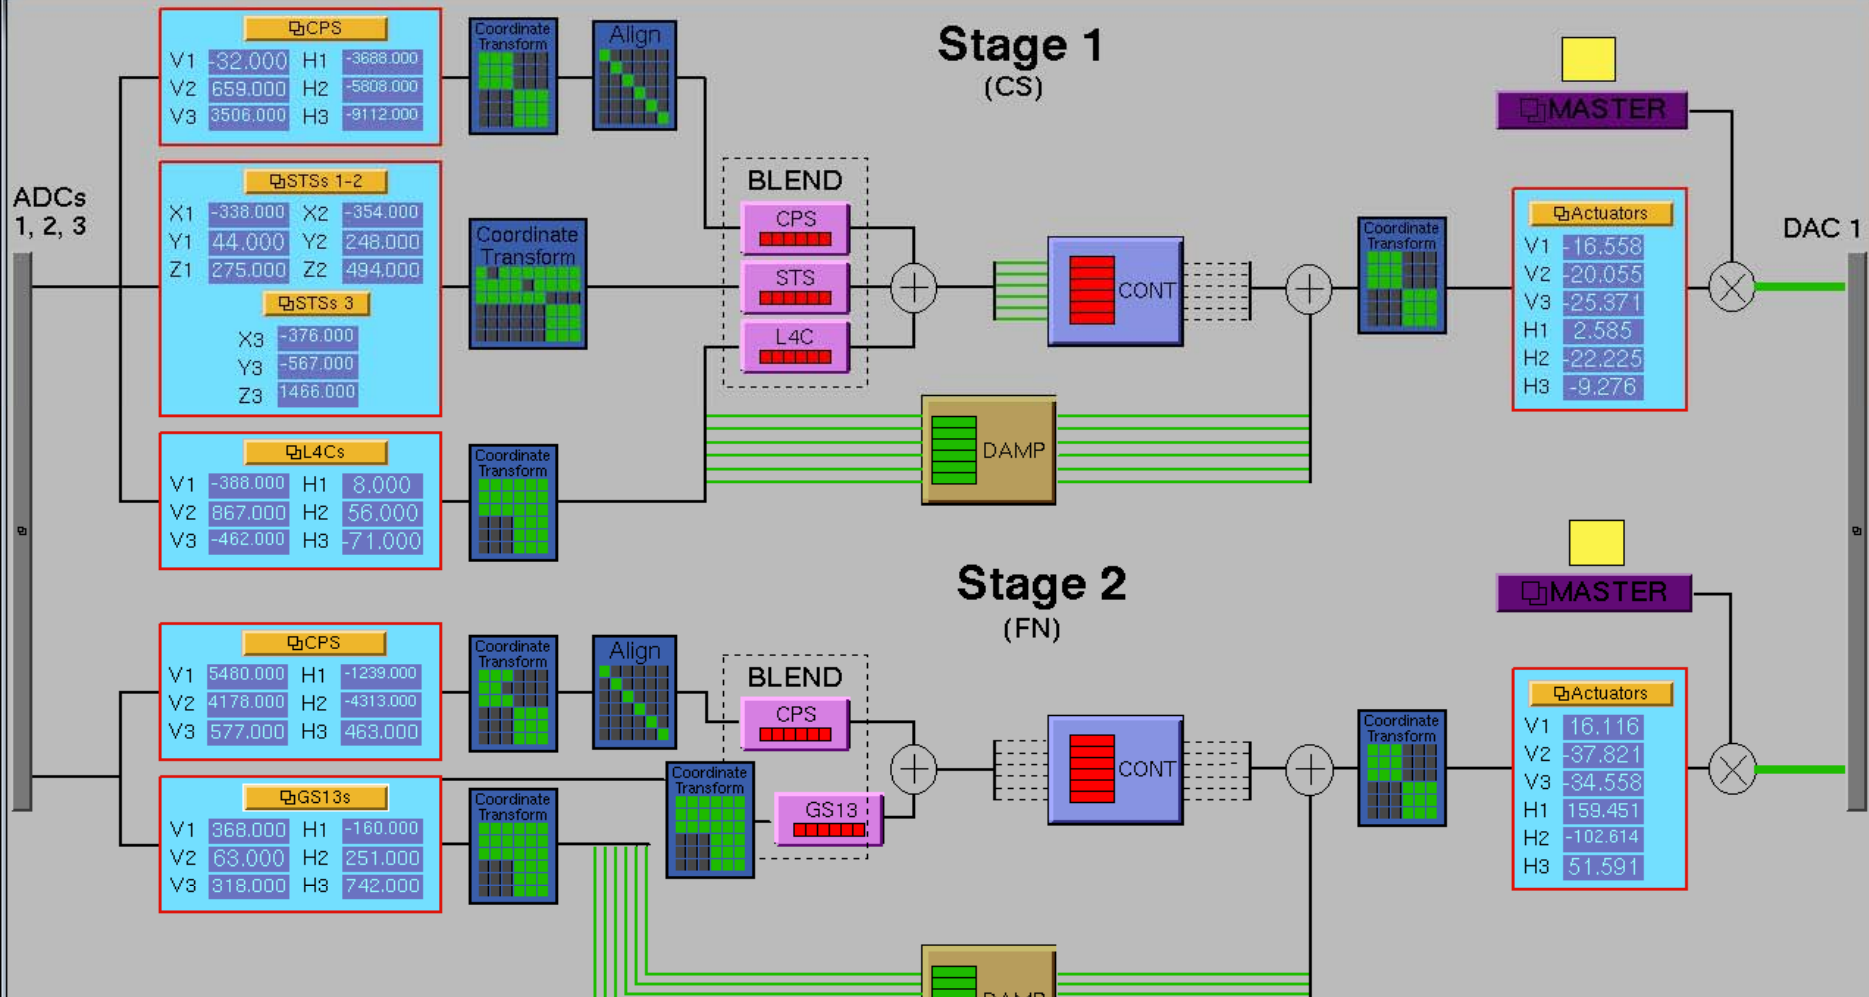 Stage 1
(CS)
ADCs
1, 2, 3
CPS
V1 -32.000 H1 -3688.000
V2 659.000 H2 -5808.000
V3 3506.000 H3 -9112.000
Coordinate
Transform
Align
STSs 1-2
X1 -338.000 X2 -354.000
Y1 44.000 Y2 248.000
Z1 275.000 Z2 494.000
STSs 3
X3 -376.000
Y3 -567.000
Z3 1466.000
Coordinate
Transform
L4Cs
V1 -388.000 H1 8.000
V2 867.000 H2 56.000
V3 -462.000 H3 -71.000
Coordinate
Transform
BLEND
CPS
STS
L4C
CONT
DAMP
Coordinate
Transform
MASTER
Actuators
V1 -16.558
V2 -20.055
V3 -25.371
H1 2.585
H2 -22.225
H3 -9.276
DAC 1
Stage 2
(FN)
CPS
V1 5480.000 H1 -1239.000
V2 4178.000 H2 -4313.000
V3 577.000 H3 463.000
Coordinate
Transform
Align
GS13s
V1 368.000 H1 -160.000
V2 63.000 H2 251.000
V3 318.000 H3 742.000
Coordinate
Transform
Coordinate
Transform
BLEND
CPS
GS13
CONT
DAMP
Coordinate
Transform
MASTER
Actuators
V1 16.116
V2 -37.821
V3 -34.558
H1 159.451
H2 -102.614
H3 51.591